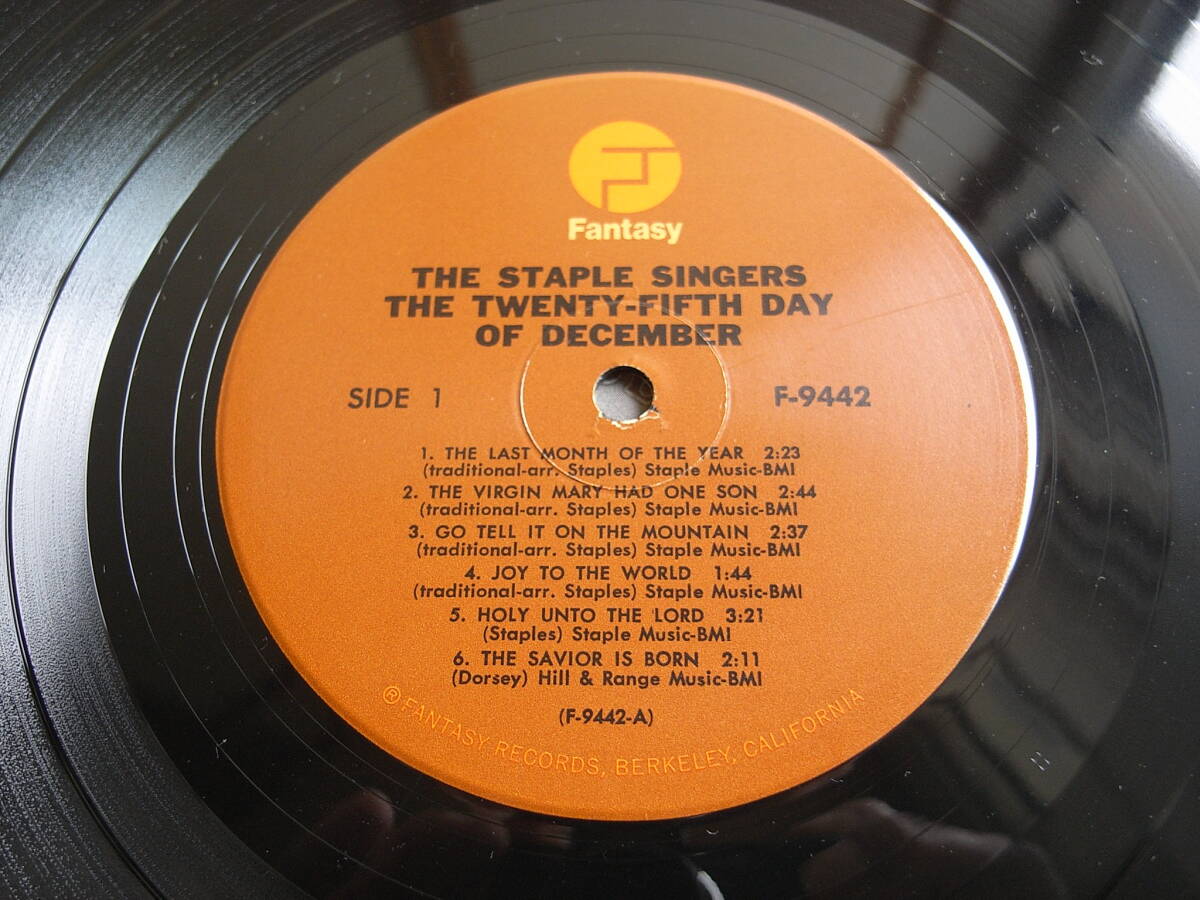 Fantasy
THE STAPLE SINGERS
THE TWENTY-FIFTH DAY
OF DECEMBER
SIDE 1 F-9442
1. THE LAST MONTH OF THE YEAR 2:23
(traditional-arr. Staples) Staple Music-BMI
2. THE VIRGIN MARY HAD ONE SON 2:44
(traditional-arr. Staples) Staple Music-BMI
3. GO TELL IT ON THE MOUNTAIN 2:37
(traditional-arr. Staples) Staple Music-BMI
4. JOY TO THE WORLD 1:44
(traditional-arr. Staples) Staple Music-BMI
5. HOLY UNTO THE LORD 3:21
(Staples) Staple Music-BMI
6. THE SAVIOR IS BORN 2:11
(Dorsey) Hill & Range Music-BMI
(F-9442-A)
® FANTASY RECORDS, BERKELEY, CALIFORNIA